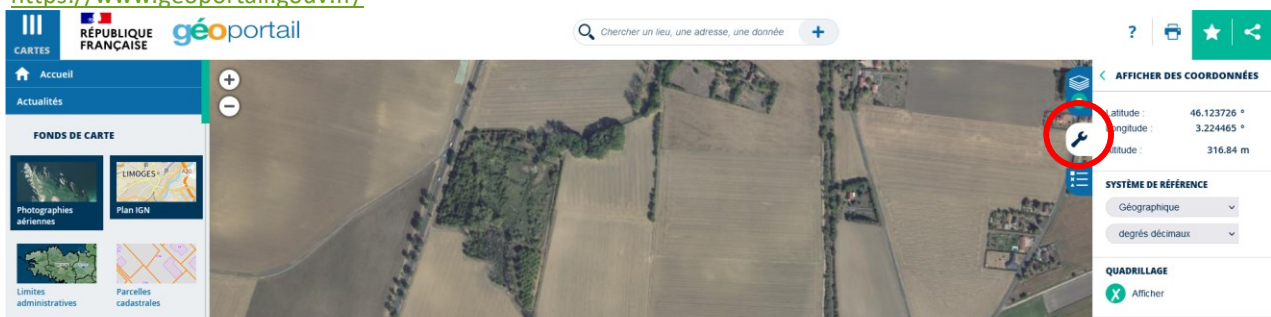 https://www.geoportail.gouv.fr/
CARTES
RÉPUBLIQUE
FRANÇAISE
géoportail
Chercher un lieu, une adresse, une donnée
+
?
Accueil
Actualités
FONDS DE CARTE
Photographies
aériennes
LIMOGES
Plan IGN
Limites
administratives
Parcelles
cadastrales
+
−
AFFICHER DES COORDONNÉES
Latitude : 46.123726 °
Longitude : 3.224465 °
Altitude : 316.84 m
SYSTÈME DE RÉFÉRENCE
Géographique
degrés décimaux
QUADRILLAGE
Afficher